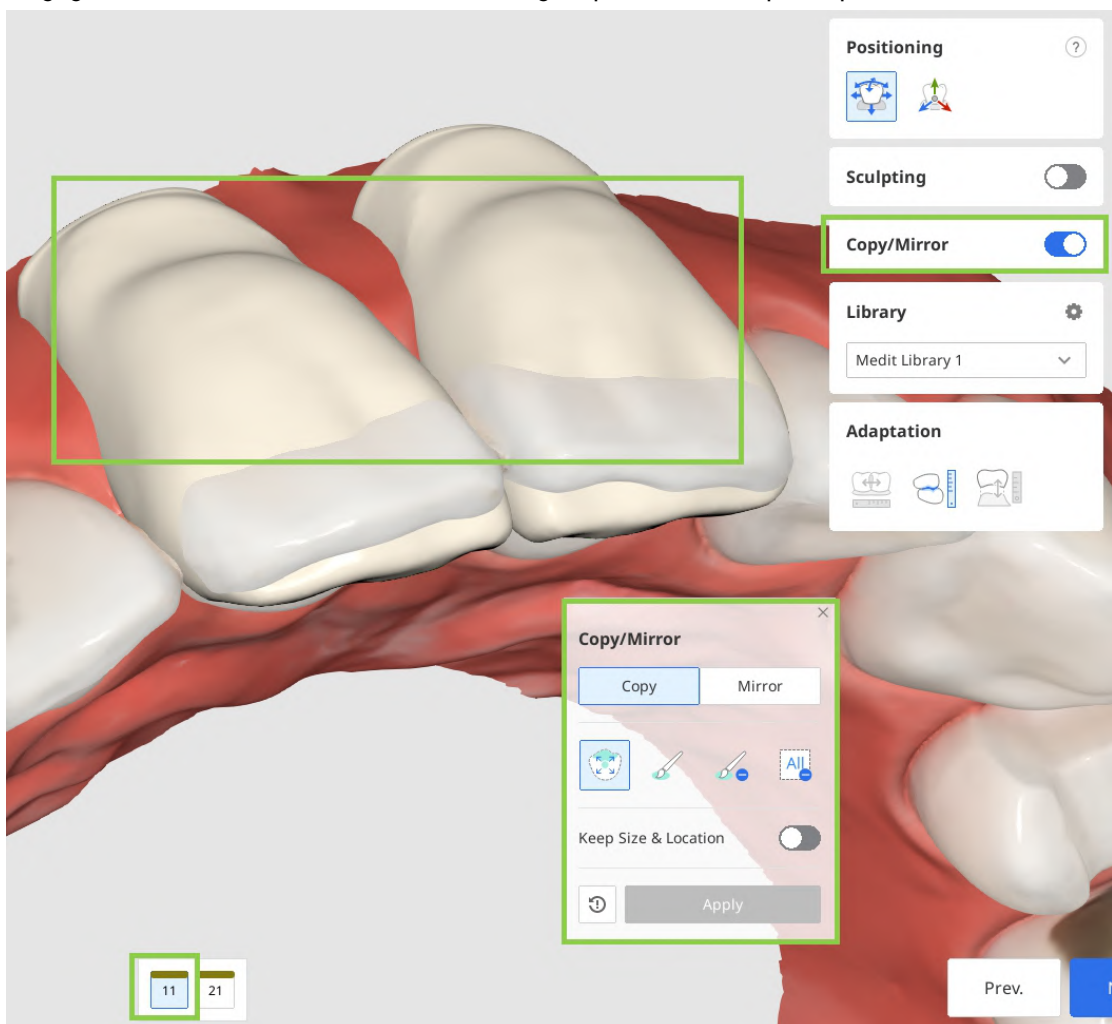 Positioning
?
Sculpting
Copy/Mirror
Library
Medit Library 1
Adaptation
Copy/Mirror
Copy Mirror
All
Keep Size & Location
Apply
11 21
Prev.